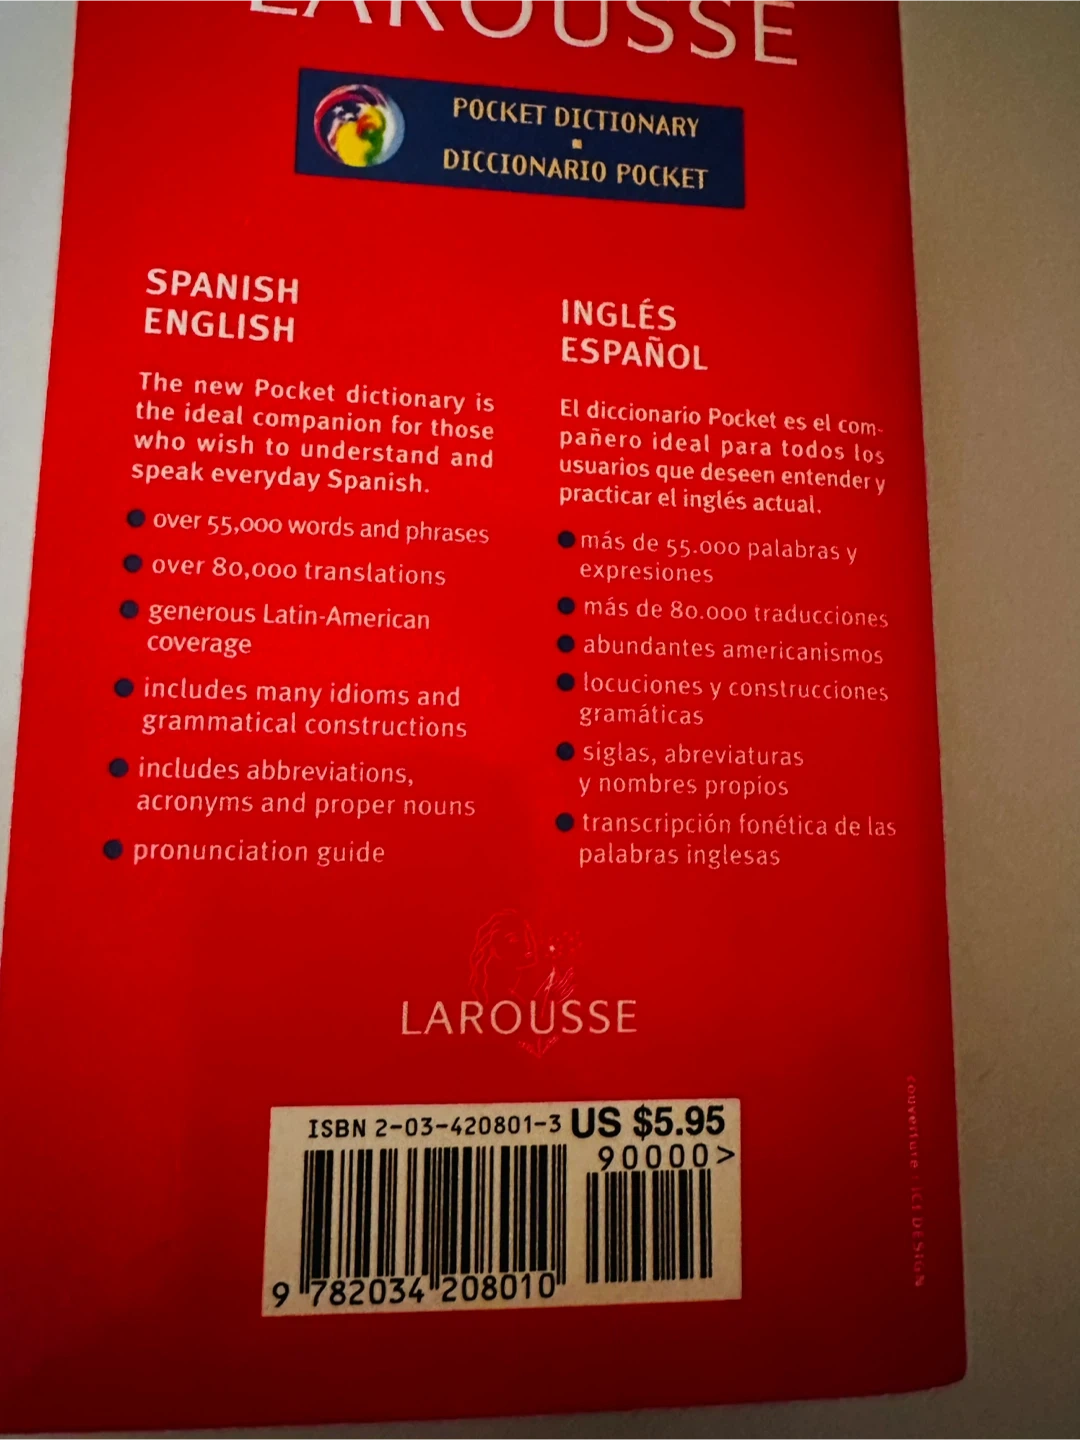 LAROUSSE
POCKET DICTIONARY
DICCIONARIO POCKET
SPANISH
ENGLISH
The new Pocket dictionary is
the ideal companion for those
who wish to understand and
speak everyday Spanish.
● over 55,000 words and phrases
● over 80,000 translations
● generous Latin-American
coverage
● includes many idioms and
grammatical constructions
● includes abbreviations,
acronyms and proper nouns
● pronunciation guide
INGLÉS
ESPAÑOL
El diccionario Pocket es el com-
pañero ideal para todos los
usuarios que deseen entender y
practicar el inglés actual.
● más de 55.000 palabras y
expresiones
● más de 80.000 traducciones
● abundantes americanismos
● locuciones y construcciones
gramáticas
● siglas, abreviaturas
y nombres propios
● transcripción fonética de las
palabras inglesas
LAROUSSE
ISBN 2-03-420801-3 US $5.95
90000>
9 782034 208010
couverture : ICI DESIGN